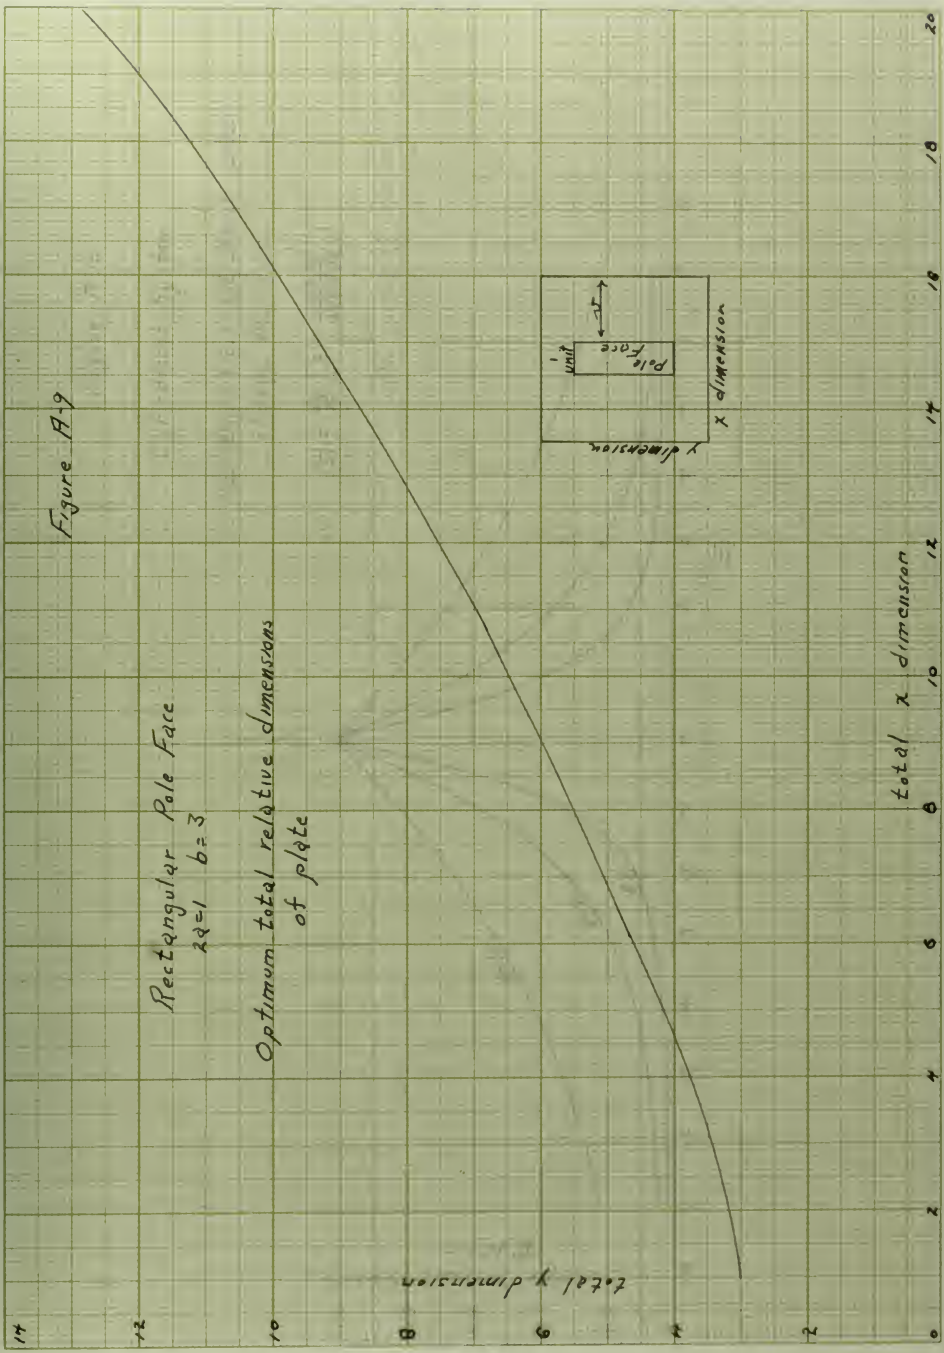 Figure A-9
Rectangular Pole Face
2a=1 b=3
Optimum total relative dimensions
of plate
total y dimension
14
12
10
8
6
4
2
0
2
4
6
8
10
12
14
18
18
20
total x dimension
unit
1
Pole
Face
v
y dimension
x dimension